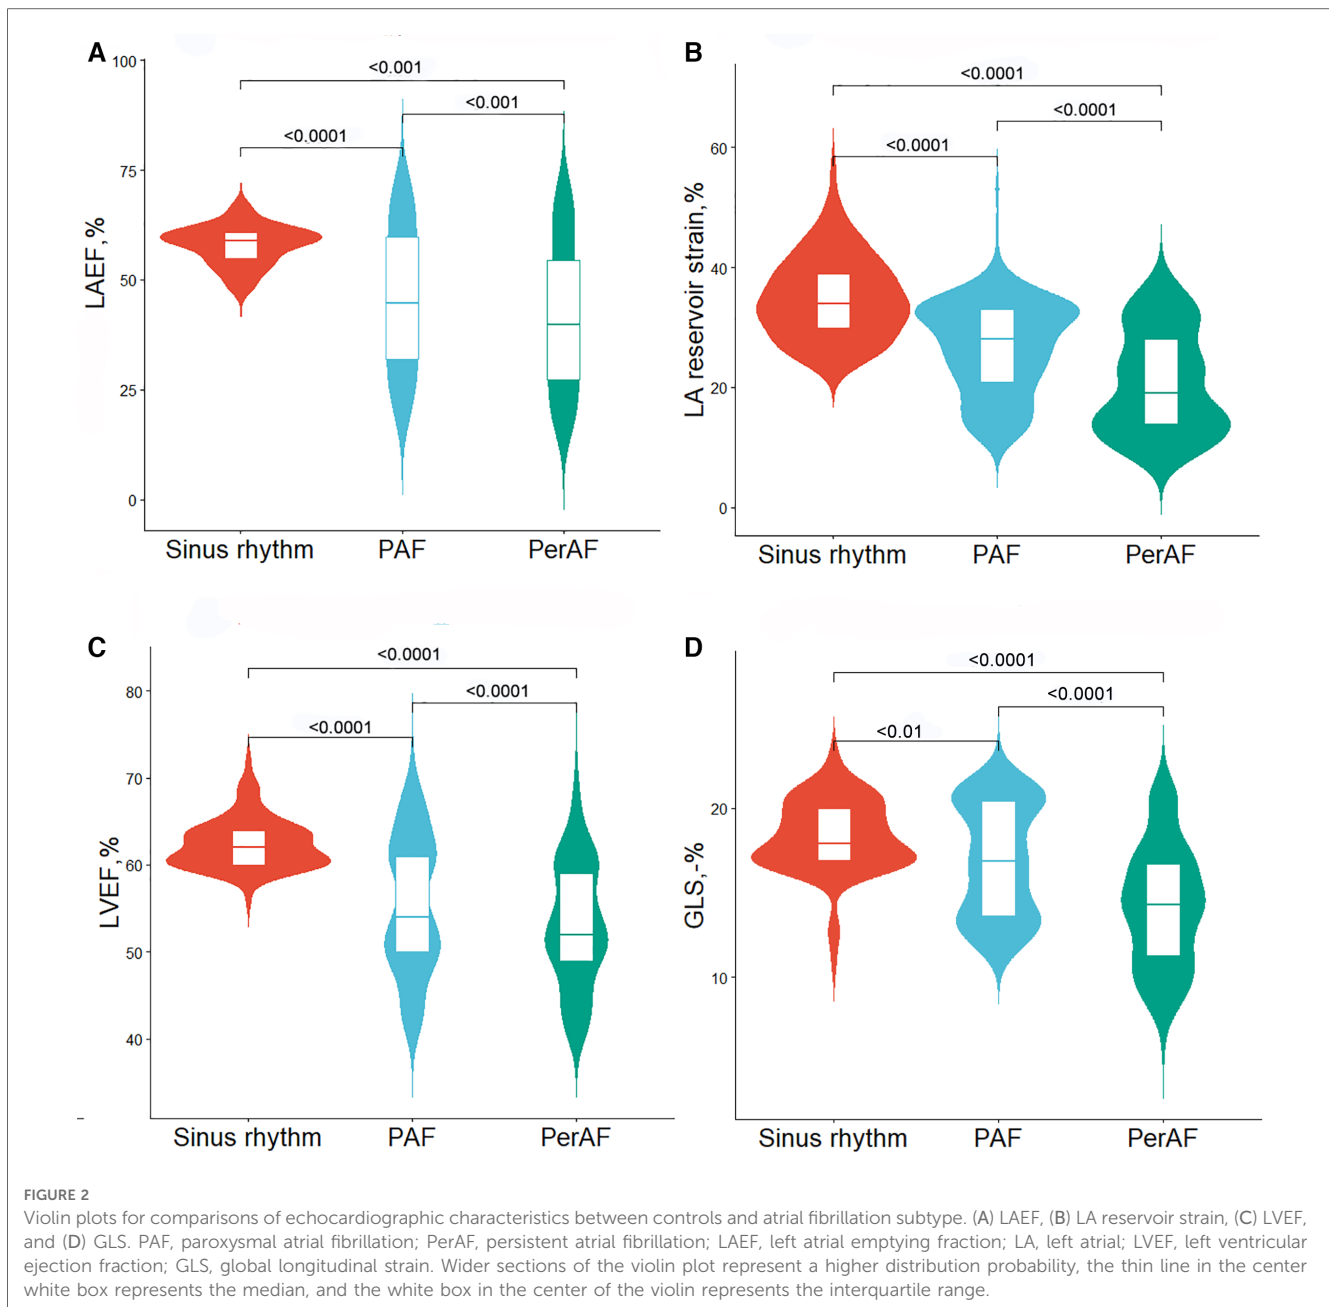 A
100
75
50
25
0
LAEF,%
<0.001
<0.001
<0.0001
Sinus rhythm PAF PerAF
B
60
40
20
0
LA reservoir strain,%
<0.0001
<0.0001
<0.0001
Sinus rhythm PAF PerAF
C
80
70
60
50
40
LVEF,%
<0.0001
<0.0001
<0.0001
Sinus rhythm PAF PerAF
D
20
10
GLS,-%
<0.0001
<0.0001
<0.01
Sinus rhythm PAF PerAF
FIGURE 2
Violin plots for comparisons of echocardiographic characteristics between controls and atrial fibrillation subtype. (A) LAEF, (B) LA reservoir strain, (C) LVEF,
and (D) GLS. PAF, paroxysmal atrial fibrillation; PerAF, persistent atrial fibrillation; LAEF, left atrial emptying fraction; LA, left atrial; LVEF, left ventricular
ejection fraction; GLS, global longitudinal strain. Wider sections of the violin plot represent a higher distribution probability, the thin line in the center
white box represents the median, and the white box in the center of the violin represents the interquartile range.